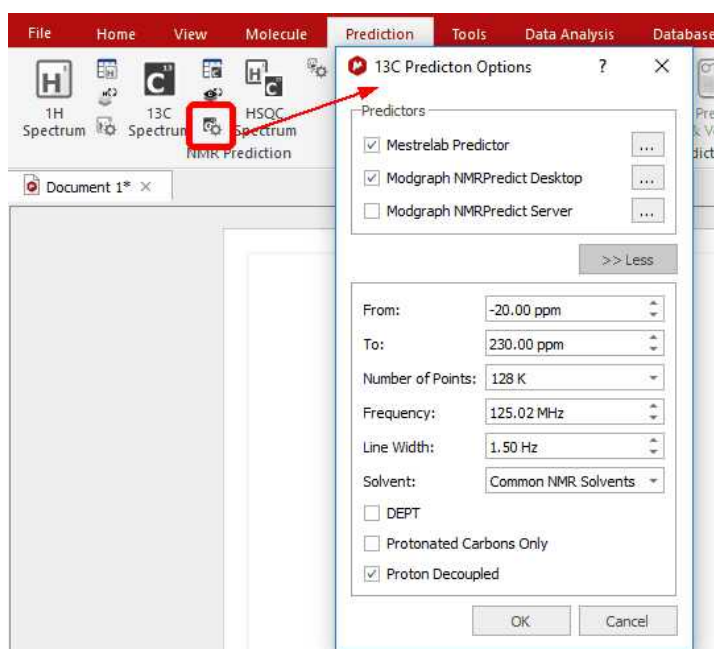 File Home View Molecule Prediction Tools Data Analysis Database
13C Predicton Options ? ×
H C 13 H C
1H 13C HSQC
Spectrum Spectrum Spectrum
NMR Prediction
Document 1* ×
Predictors
Mestrelab Predictor ...
Modgraph NMRPredict Desktop ...
Modgraph NMRPredict Server ...
>> Less
From: -20.00 ppm
To: 230.00 ppm
Number of Points: 128 K
Frequency: 125.02 MHz
Line Width: 1.50 Hz
Solvent: Common NMR Solvents
DEPT
Protonated Carbons Only
Proton Decoupled
OK Cancel